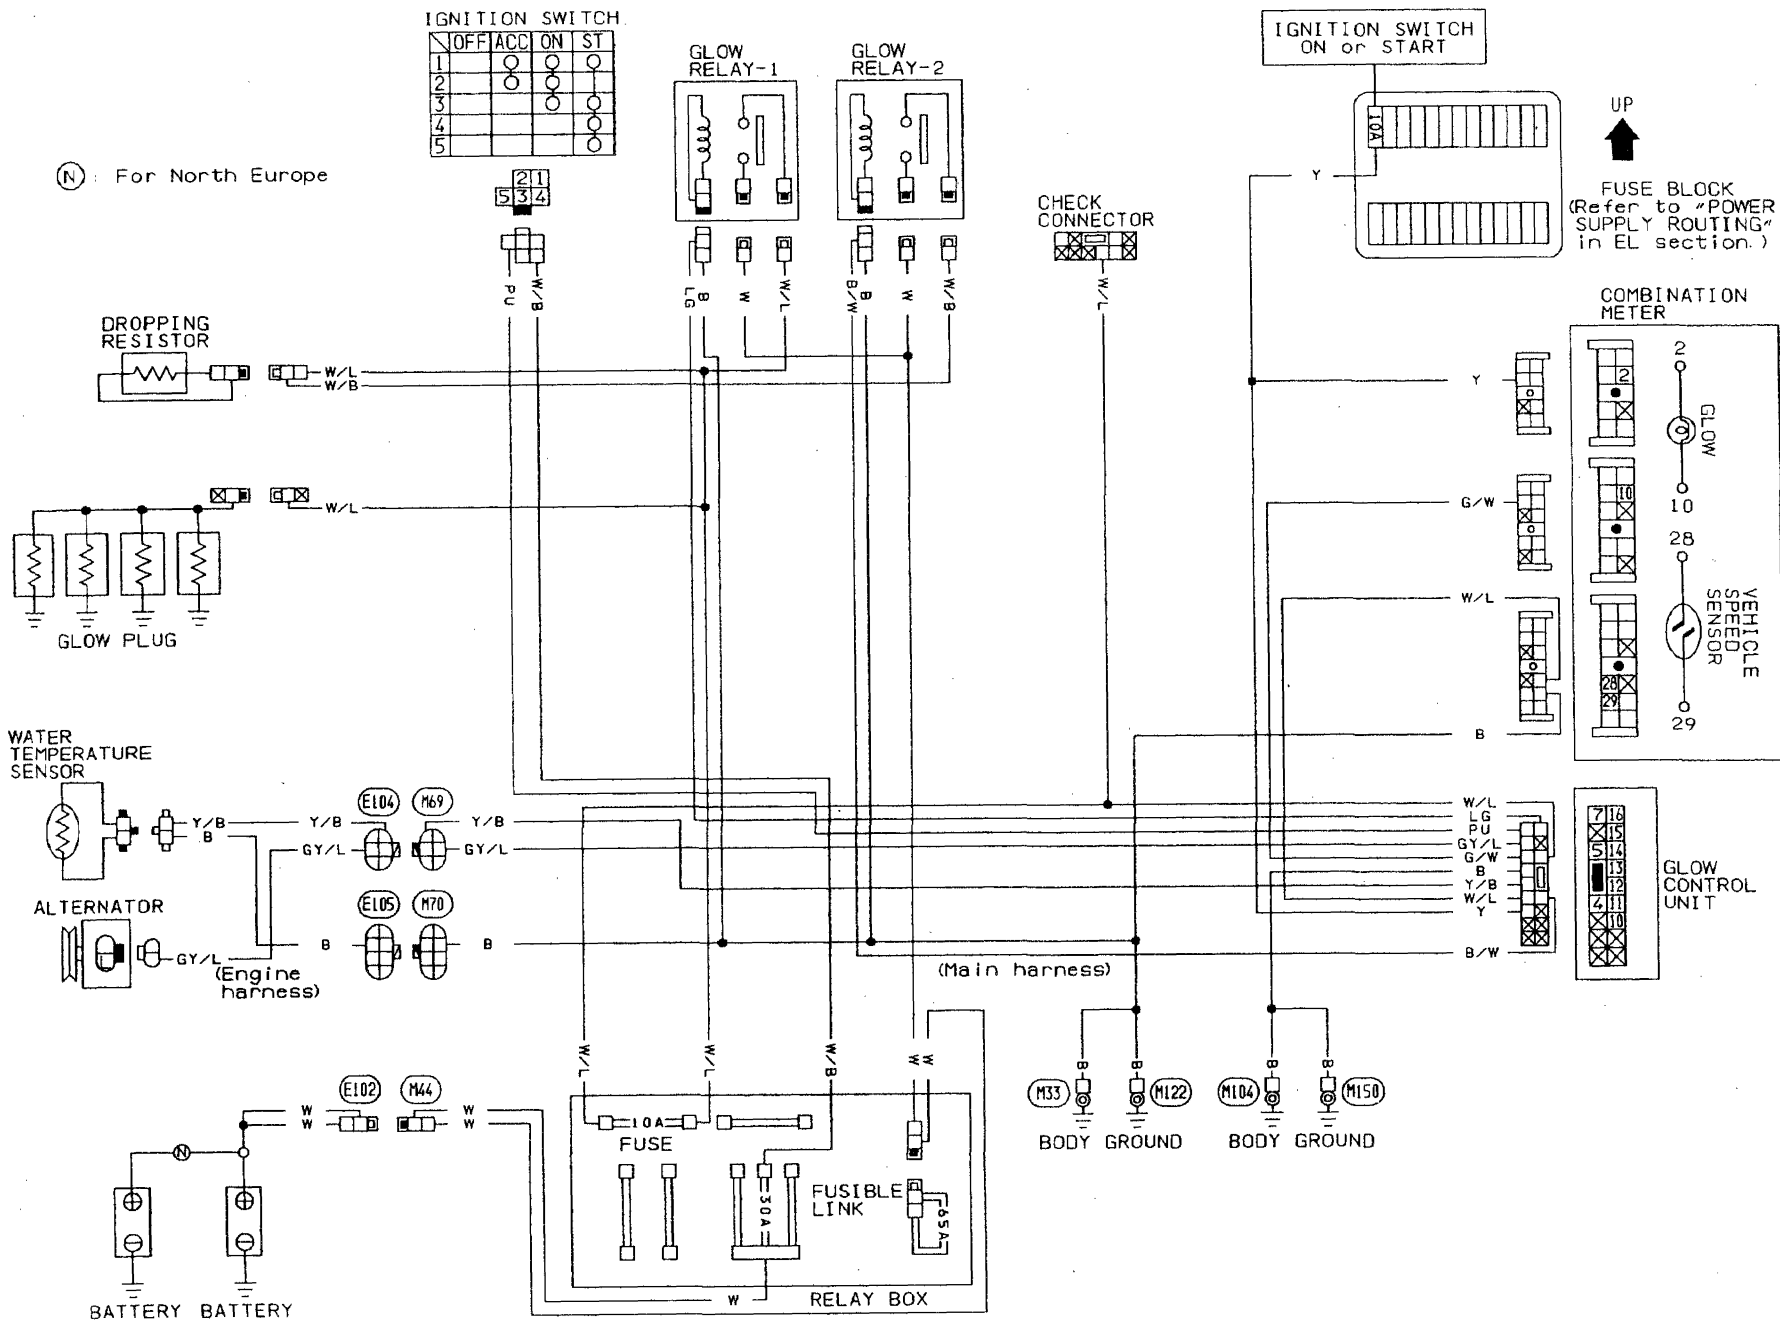 IGNITION SWITCH
OFF ACC ON ST
1
2
3
4
5
2 1
5 3 4
Ⓝ : For North Europe
GLOW
RELAY-1
GLOW
RELAY-2
IGNITION SWITCH
ON or START
10A
UP
Y
FUSE BLOCK
(Refer to "POWER
SUPPLY ROUTING"
in EL section.)
CHECK
CONNECTOR
PU
W/B
LG
B
W
W/L
B/W
B
W
W/B
W/L
COMBINATION
METER
DROPPING
RESISTOR
W/L
W/B
Y
2
2
GLOW
10
10
G/W
W/L
GLOW PLUG
W/L
28
VEHICLE
SPEED
SENSOR
28
29
29
B
WATER
TEMPERATURE
SENSOR
Y/B
B
Y/B
GY/L
E104
M69
Y/B
GY/L
W/L
LG
PU
GY/L
G/W
B
Y/B
W/L
Y
B/W
7 16
15
5 14
13
12
4 11
10
GLOW
CONTROL
UNIT
ALTERNATOR
GY/L
(Engine
harness)
B
E105
M70
B
(Main harness)
W/L
W/L
W/B
W
W
B
B
B
B
M33
M122
M104
M150
BODY GROUND
BODY GROUND
E102
M44
W
W
W
W
N
10A
FUSE
30A
FUSIBLE
LINK
65A
W
RELAY BOX
BATTERY BATTERY